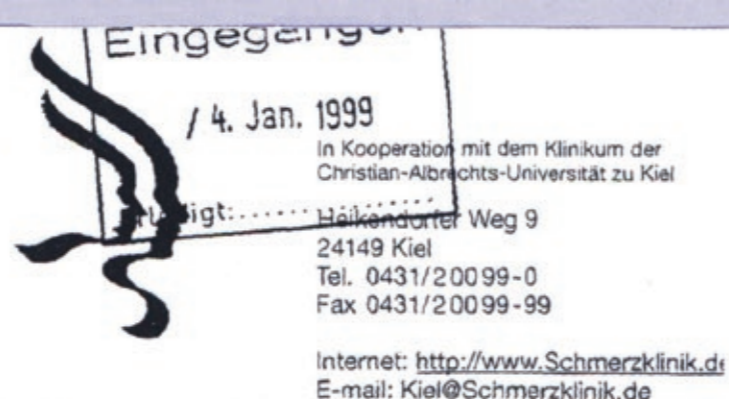 Eingegangen
/ 4. Jan. 1999
In Kooperation mit dem Klinikum der
Christian-Albrechts-Universität zu Kiel
Heikendorfer Weg 9
24149 Kiel
Tel. 0431/20099-0
Fax 0431/20099-99
Internet: http://www.Schmerzklinik.de
E-mail: Kiel@Schmerzklinik.de